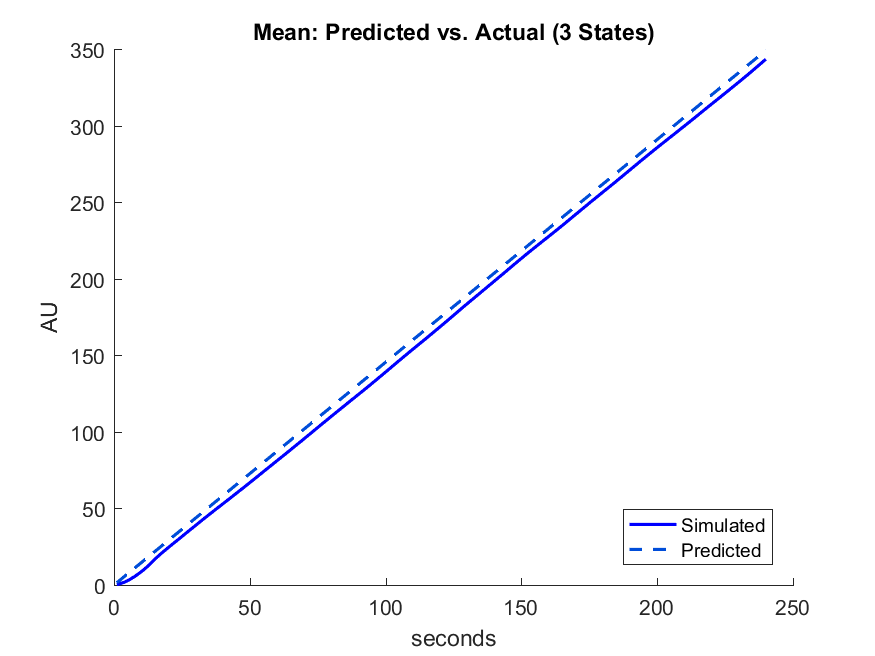 Mean: Predicted vs. Actual (3 States)
350
300
250
200
150
100
50
0
AU
0 50 100 150 200 250
seconds
Simulated
Predicted